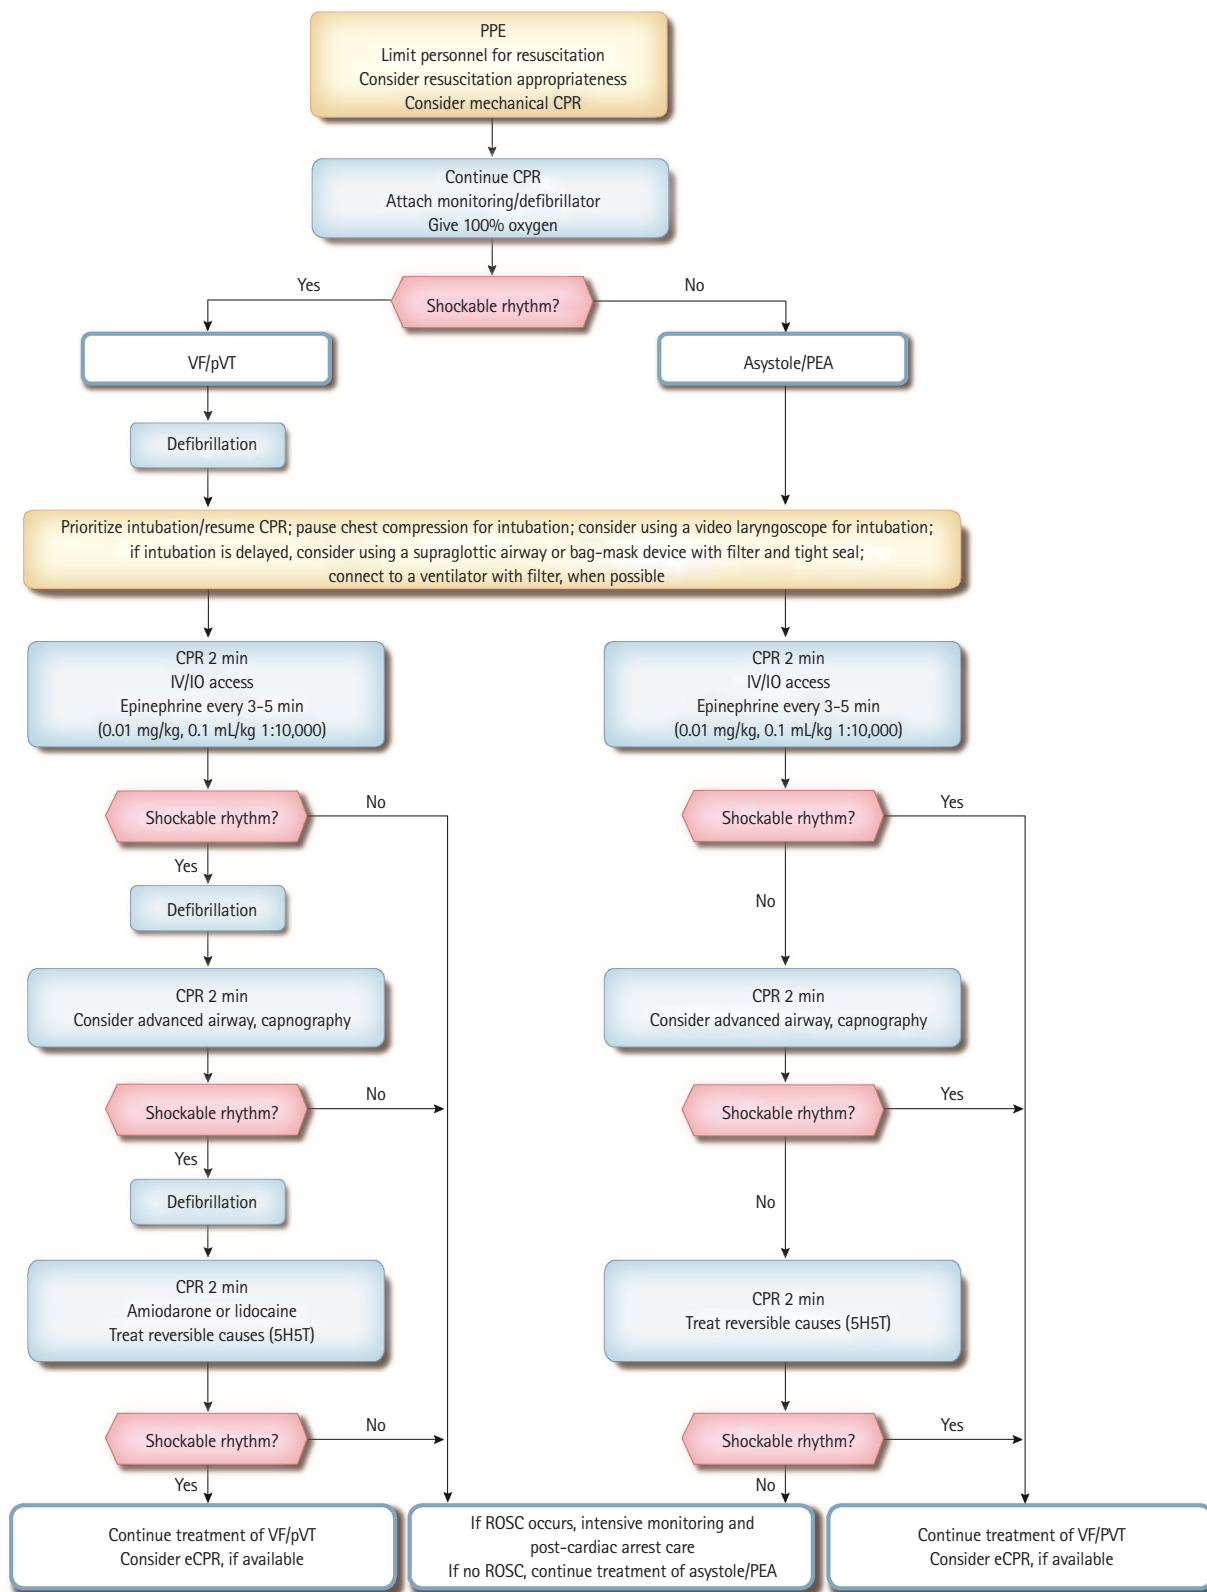 PPE
Limit personnel for resuscitation
Consider resuscitation appropriateness
Consider mechanical CPR
Continue CPR
Attach monitoring/defibrillator
Give 100% oxygen
Yes
Shockable rhythm?
No
VF/pVT
Asystole/PEA
Defibrillation
Prioritize intubation/resume CPR; pause chest compression for intubation; consider using a video laryngoscope for intubation;
if intubation is delayed, consider using a supraglottic airway or bag-mask device with filter and tight seal;
connect to a ventilator with filter, when possible
CPR 2 min
IV/IO access
Epinephrine every 3-5 min
(0.01 mg/kg, 0.1 mL/kg 1:10,000)
CPR 2 min
IV/IO access
Epinephrine every 3-5 min
(0.01 mg/kg, 0.1 mL/kg 1:10,000)
Shockable rhythm?
No
Shockable rhythm?
Yes
Yes
No
Defibrillation
CPR 2 min
Consider advanced airway, capnography
CPR 2 min
Consider advanced airway, capnography
Shockable rhythm?
No
Shockable rhythm?
Yes
Yes
No
Defibrillation
CPR 2 min
Amiodarone or lidocaine
Treat reversible causes (5H5T)
CPR 2 min
Treat reversible causes (5H5T)
Shockable rhythm?
No
Shockable rhythm?
Yes
Yes
No
Continue treatment of VF/pVT
Consider eCPR, if available
If ROSC occurs, intensive monitoring and
post-cardiac arrest care
If no ROSC, continue treatment of asystole/PEA
Continue treatment of VF/PVT
Consider eCPR, if available